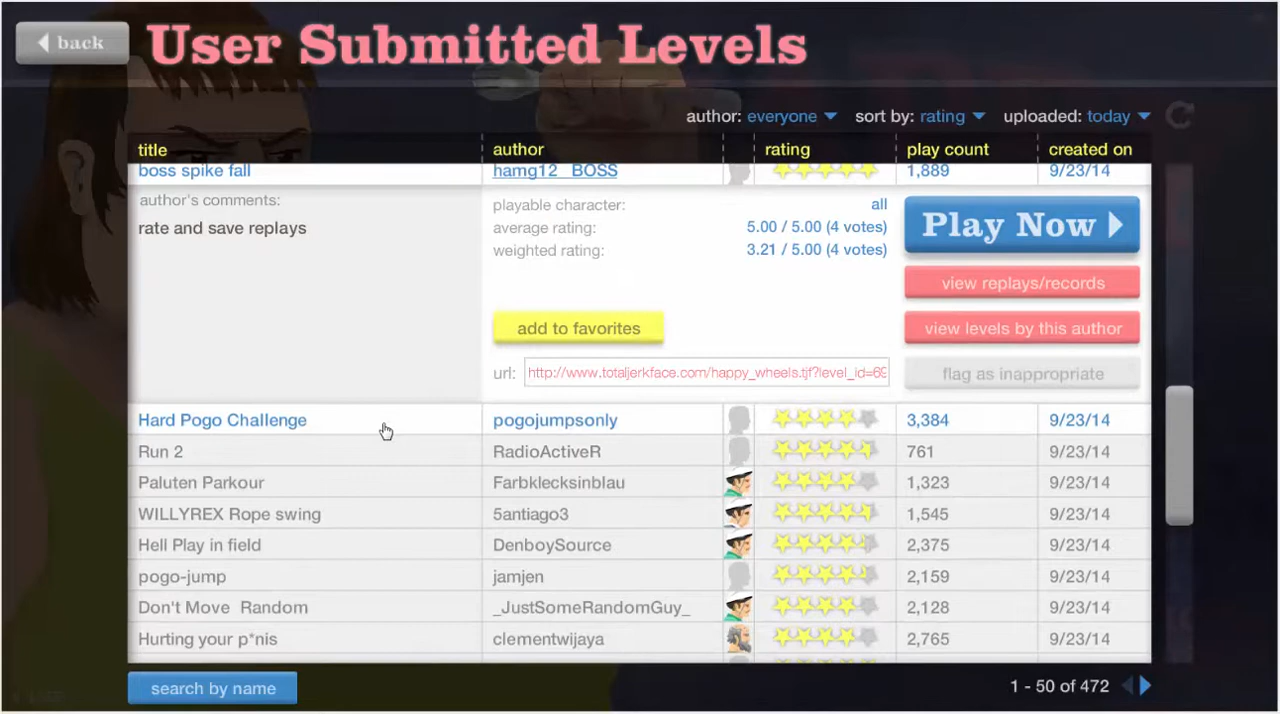 back
User Submitted Levels
author: everyone sort by: rating uploaded: today
title author rating play count created on
boss spike fall hamg12_BOSS 1,889 9/23/14
author's comments:
rate and save replays
playable character: all
average rating: 5.00 / 5.00 (4 votes)
weighted rating: 3.21 / 5.00 (4 votes)
Play Now
view replays/records
add to favorites
view levels by this author
url: http://www.totaljerkface.com/happy_wheels.tjf?level_id=69
flag as inappropriate
Hard Pogo Challenge pogojumpsonly 3,384 9/23/14
Run 2 RadioActiveR 761 9/23/14
Paluten Parkour Farbklecksinblau 1,323 9/23/14
WILLYREX Rope swing 5antiago3 1,545 9/23/14
Hell Play in field DenboySource 2,375 9/23/14
pogo-jump jamjen 2,159 9/23/14
Don't Move Random _JustSomeRandomGuy_ 2,128 9/23/14
Hurting your p*nis clementwijaya 2,765 9/23/14
search by name
1 - 50 of 472